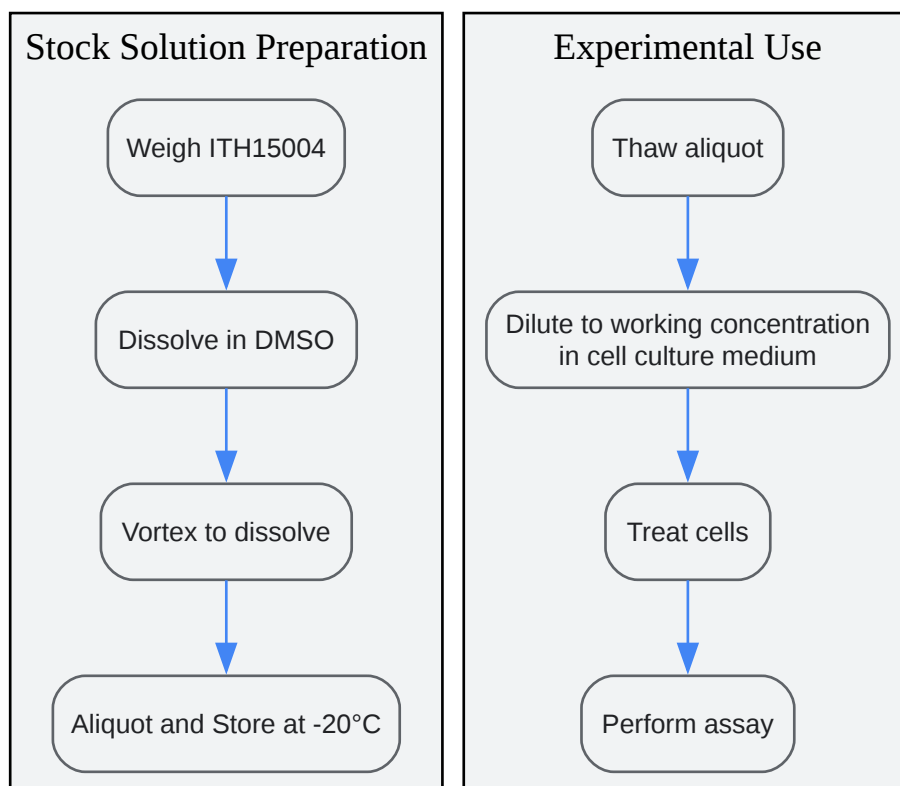 Stock Solution Preparation
Weigh ITH15004
Dissolve in DMSO
Vortex to dissolve
Aliquot and Store at -20°C
Experimental Use
Thaw aliquot
Dilute to working concentration
in cell culture medium
Treat cells
Perform assay